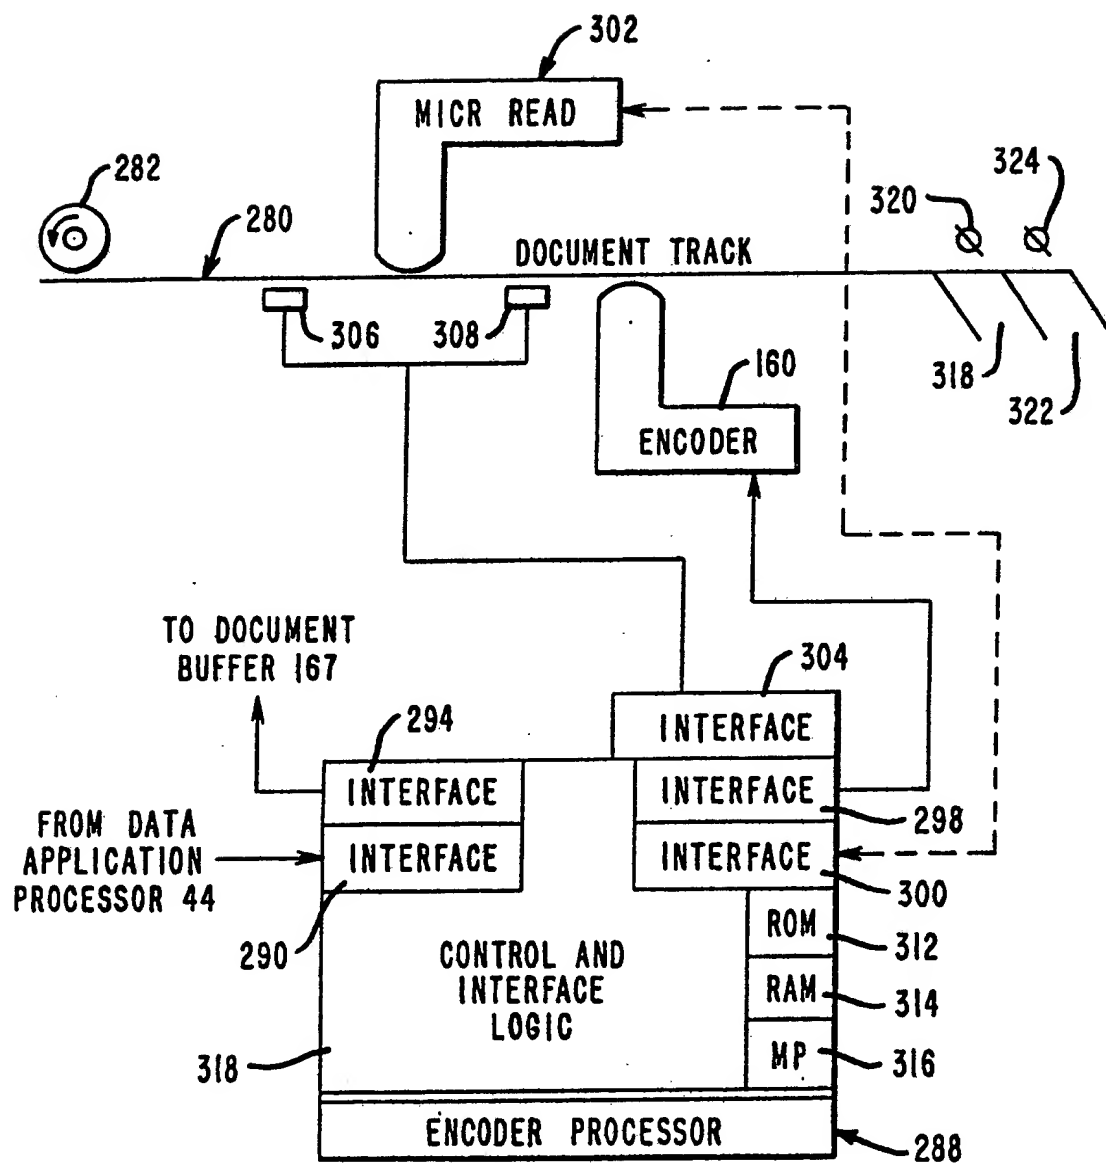 302
MICR READ
282
280
324
320
DOCUMENT TRACK
306
308
318
322
160
ENCODER
TO DOCUMENT
BUFFER 167
304
INTERFACE
294
INTERFACE
INTERFACE
298
FROM DATA
APPLICATION
PROCESSOR 44
INTERFACE
INTERFACE
300
290
CONTROL AND
INTERFACE
LOGIC
ROM
312
RAM
314
MP
316
318
ENCODER PROCESSOR
288